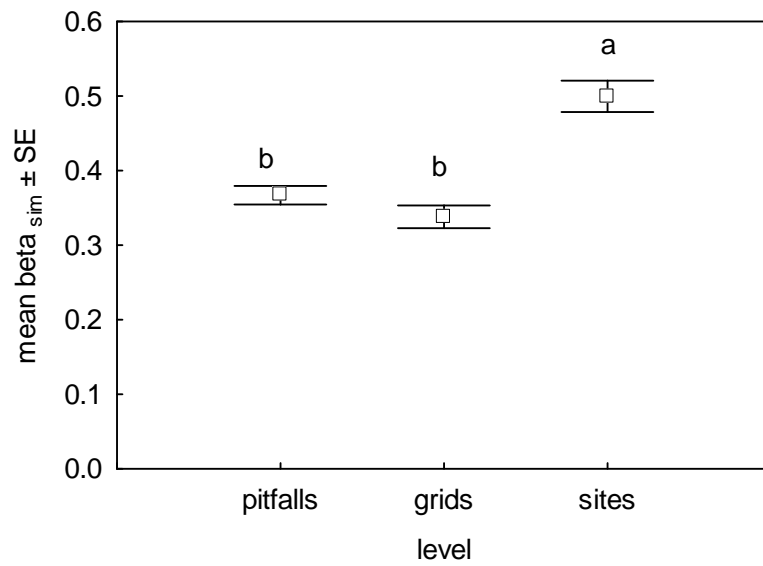 0.6
a
0.5
0.4
b
b
0.3
0.2
0.1
0.0
mean beta sim ± SE
pitfalls
grids
sites
level